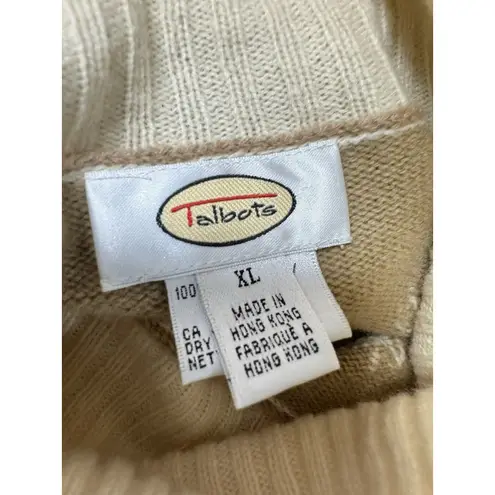 Talbots
XL
100
MADE IN
HONG KONG
FABRIQUÉ A
HONG KONG
CA
DRY
NET